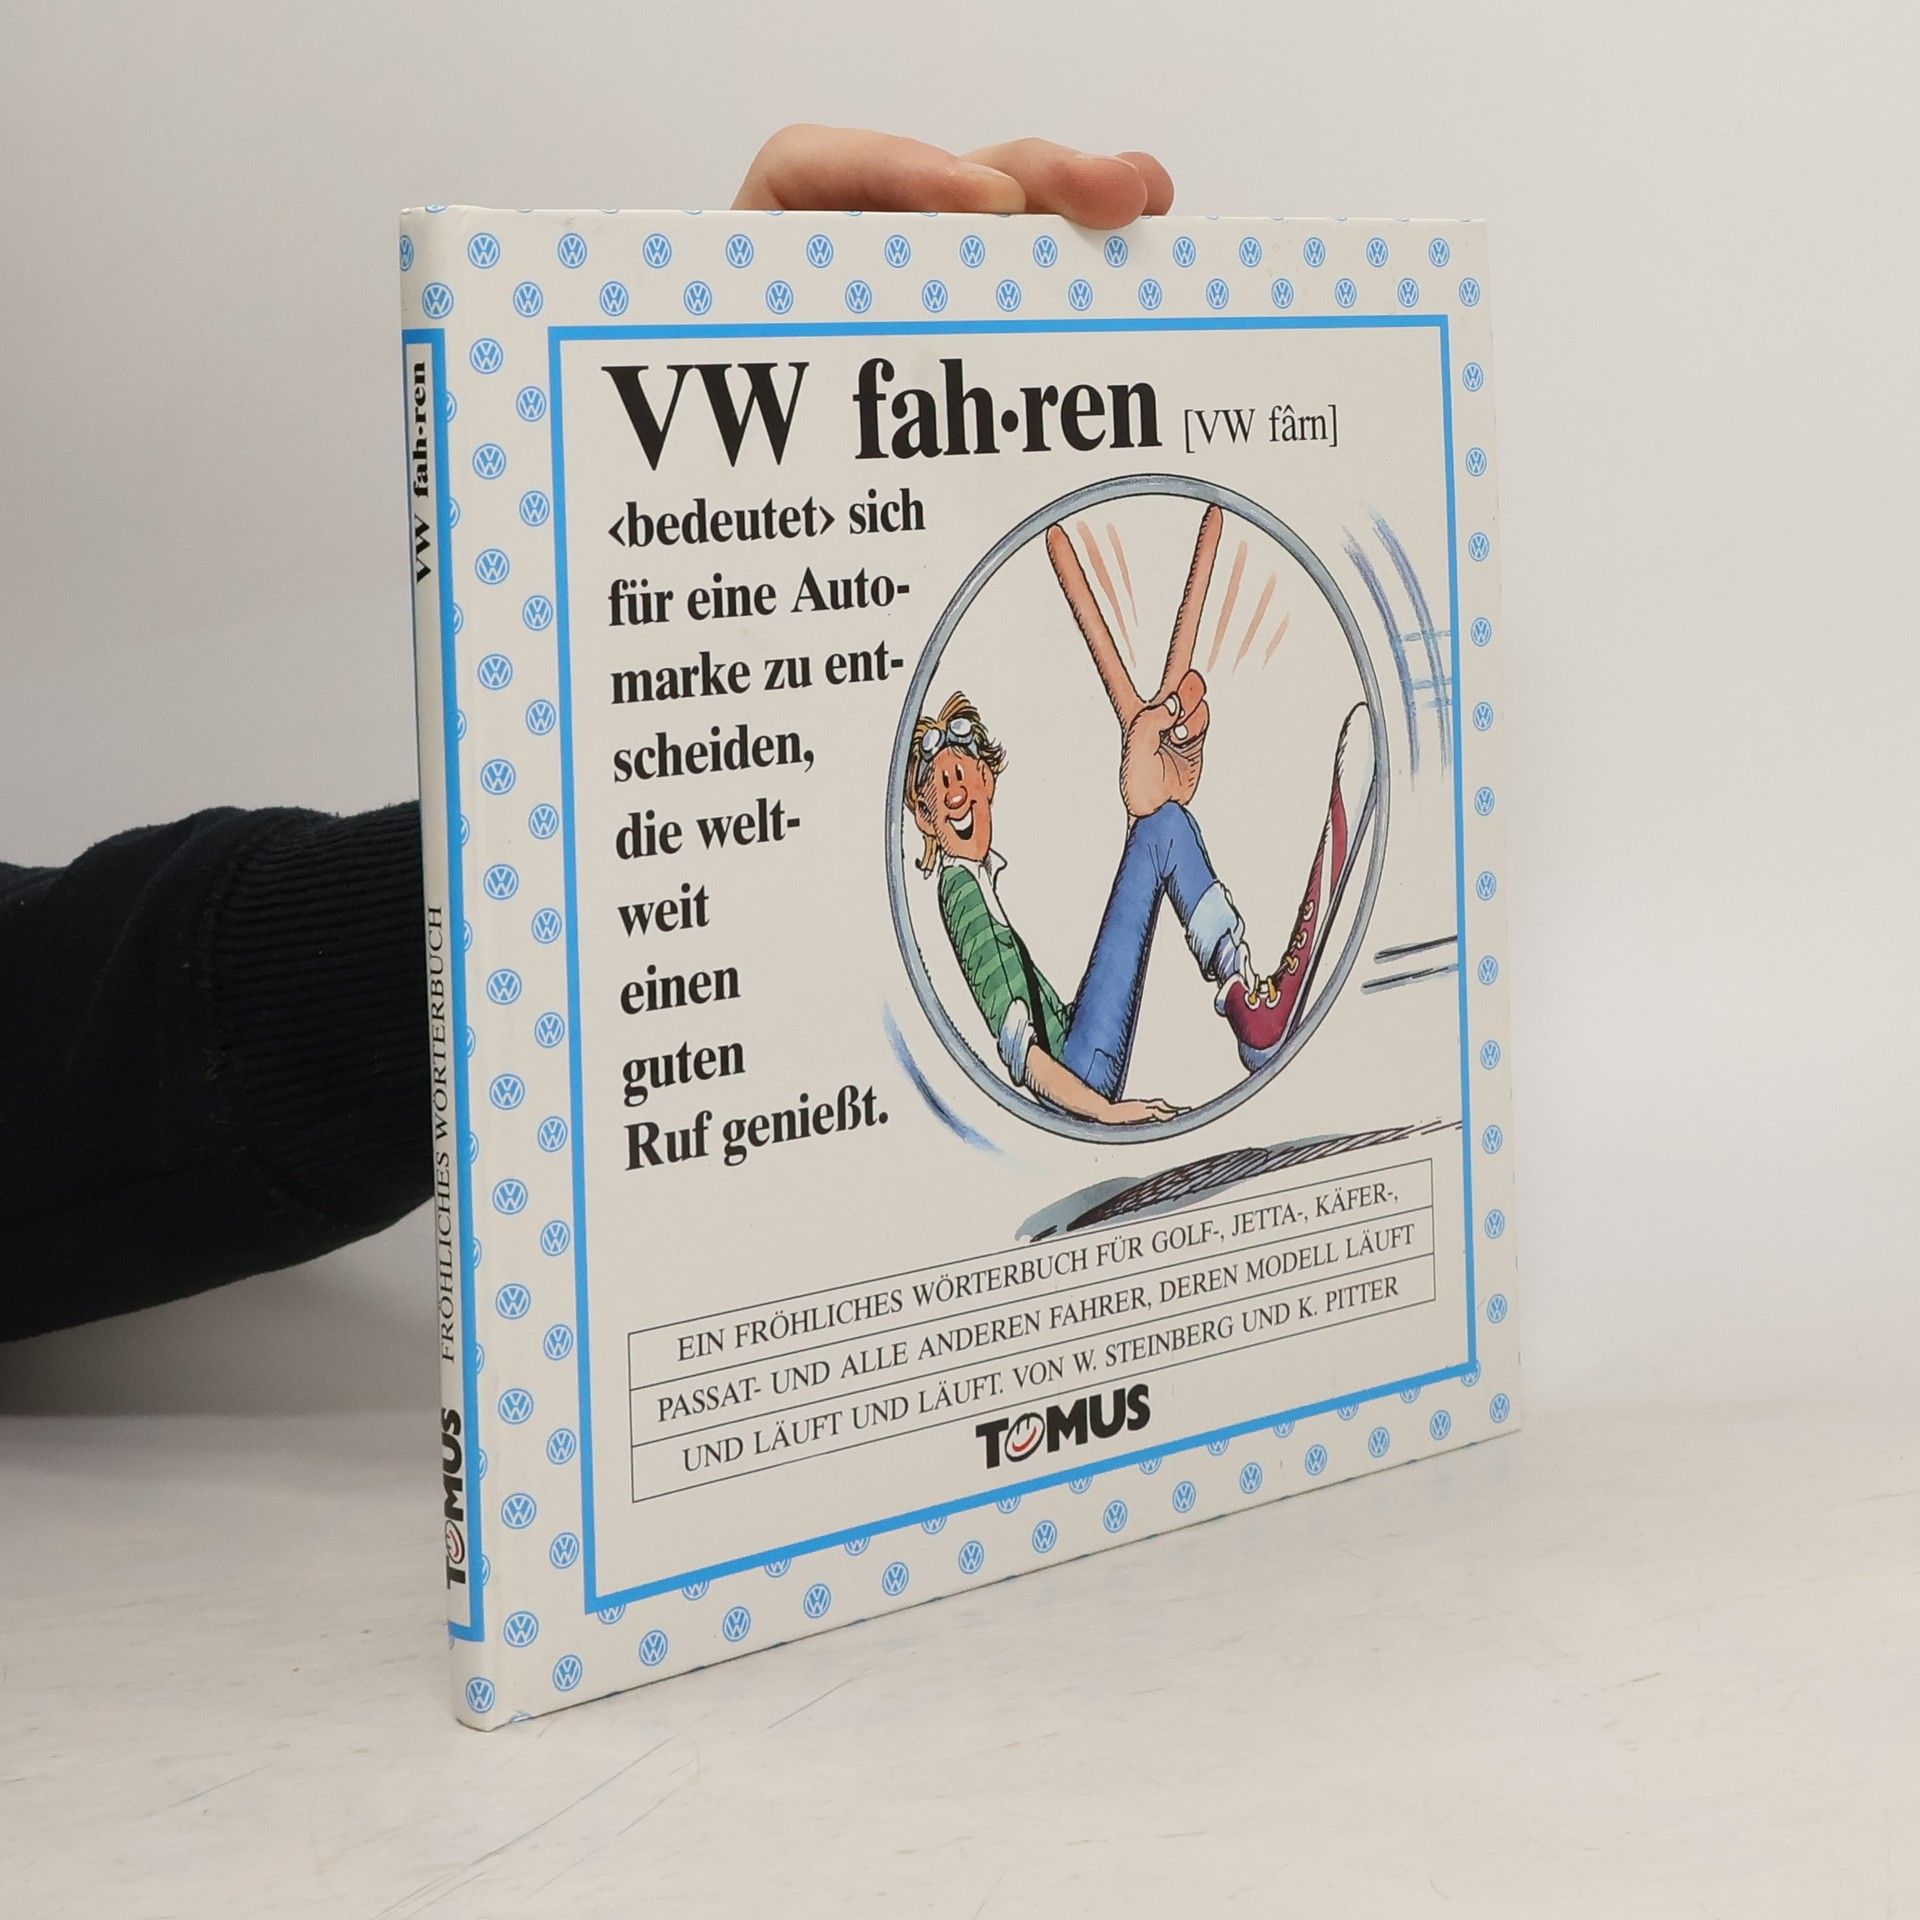 VW fah·ren [VW fârn]
‹bedeutet› sich
für eine Auto-
marke zu ent-
scheiden,
die welt-
weit
einen
guten
Ruf genießt.
EIN FRÖHLICHES WÖRTERBUCH FÜR GOLF-, JETTA-, KÄFER-,
PASSAT- UND ALLE ANDEREN FAHRER, DEREN MODELL LÄUFT
UND LÄUFT UND LÄUFT. VON W. STEINBERG UND K. PITTER
TOMUS
VW fah·ren
FRÖHLICHES WÖRTERBUCH
TOMUS